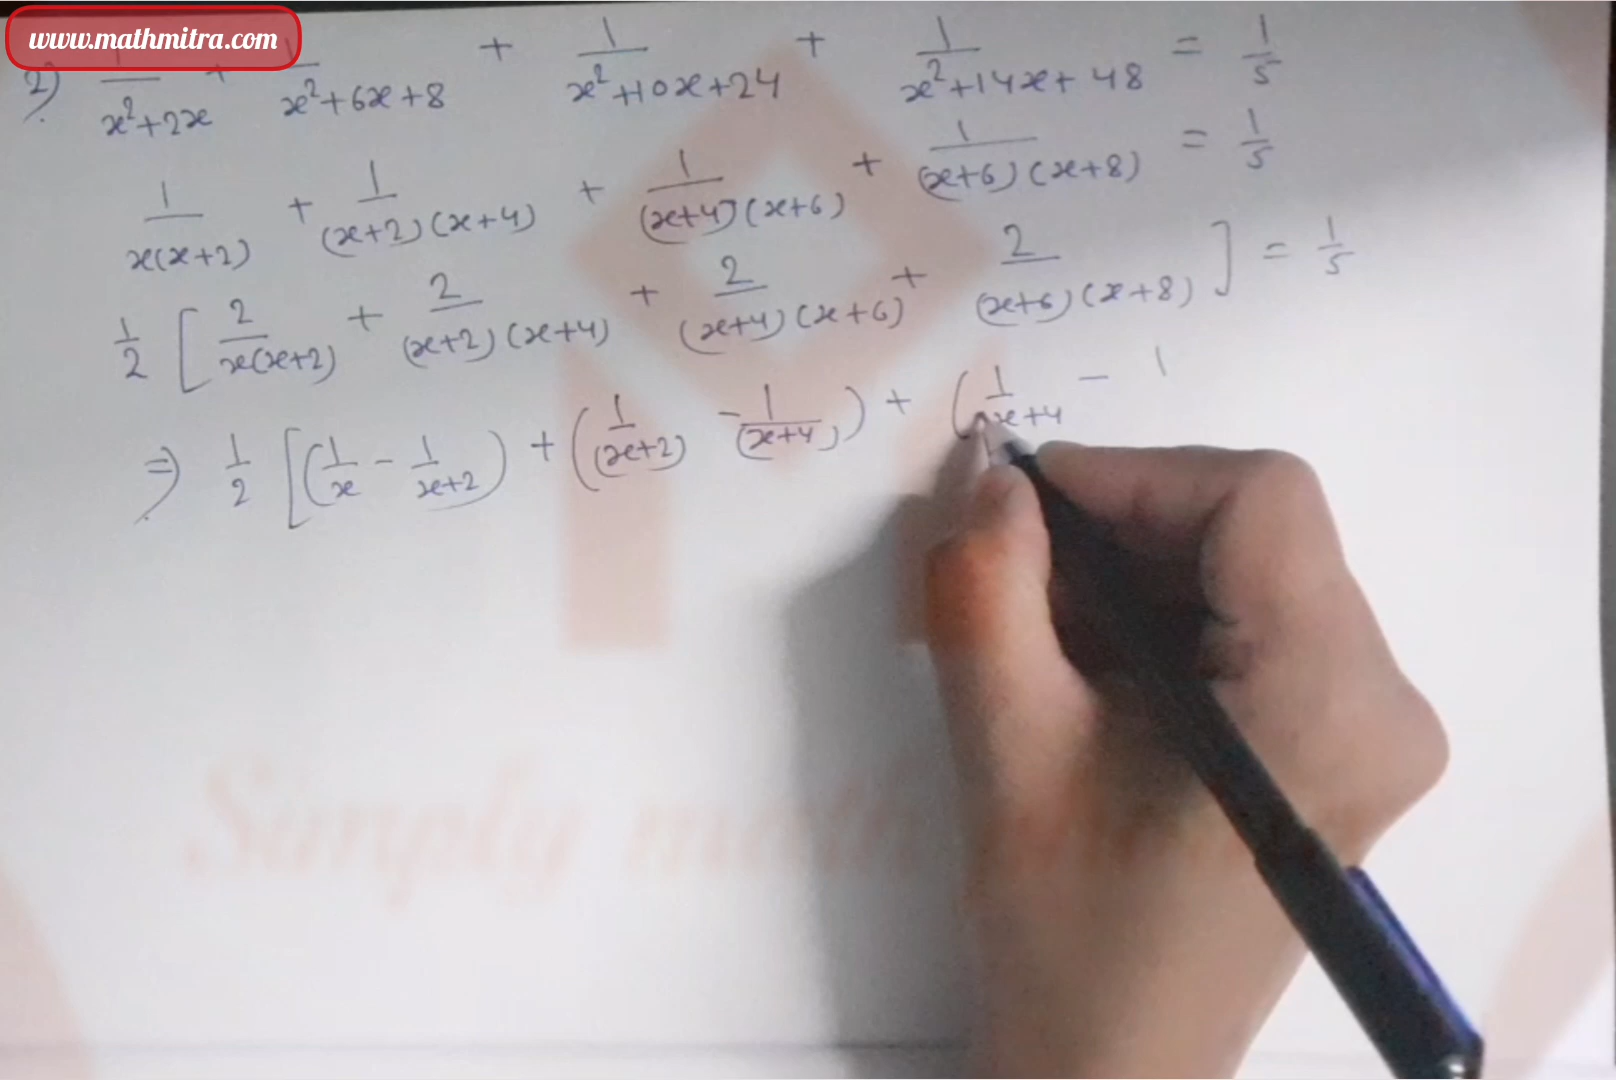 www.mathmitra.com
2) 1/x²+2x + 1/x²+6x+8 + 1/x²+10x+24 + 1/x²+14x+48 = 1/5
1/x(x+2) + 1/(x+2)(x+4) + 1/(x+4)(x+6) + 1/(x+6)(x+8) = 1/5
1/2 [ 2/x(x+2) + 2/(x+2)(x+4) + 2/(x+4)(x+6) + 2/(x+6)(x+8) ] = 1/5
⇒ 1/2 [ (1/x - 1/x+2) + (1/(x+2) - 1/(x+4)) + (1/x+4 - 1
Simply